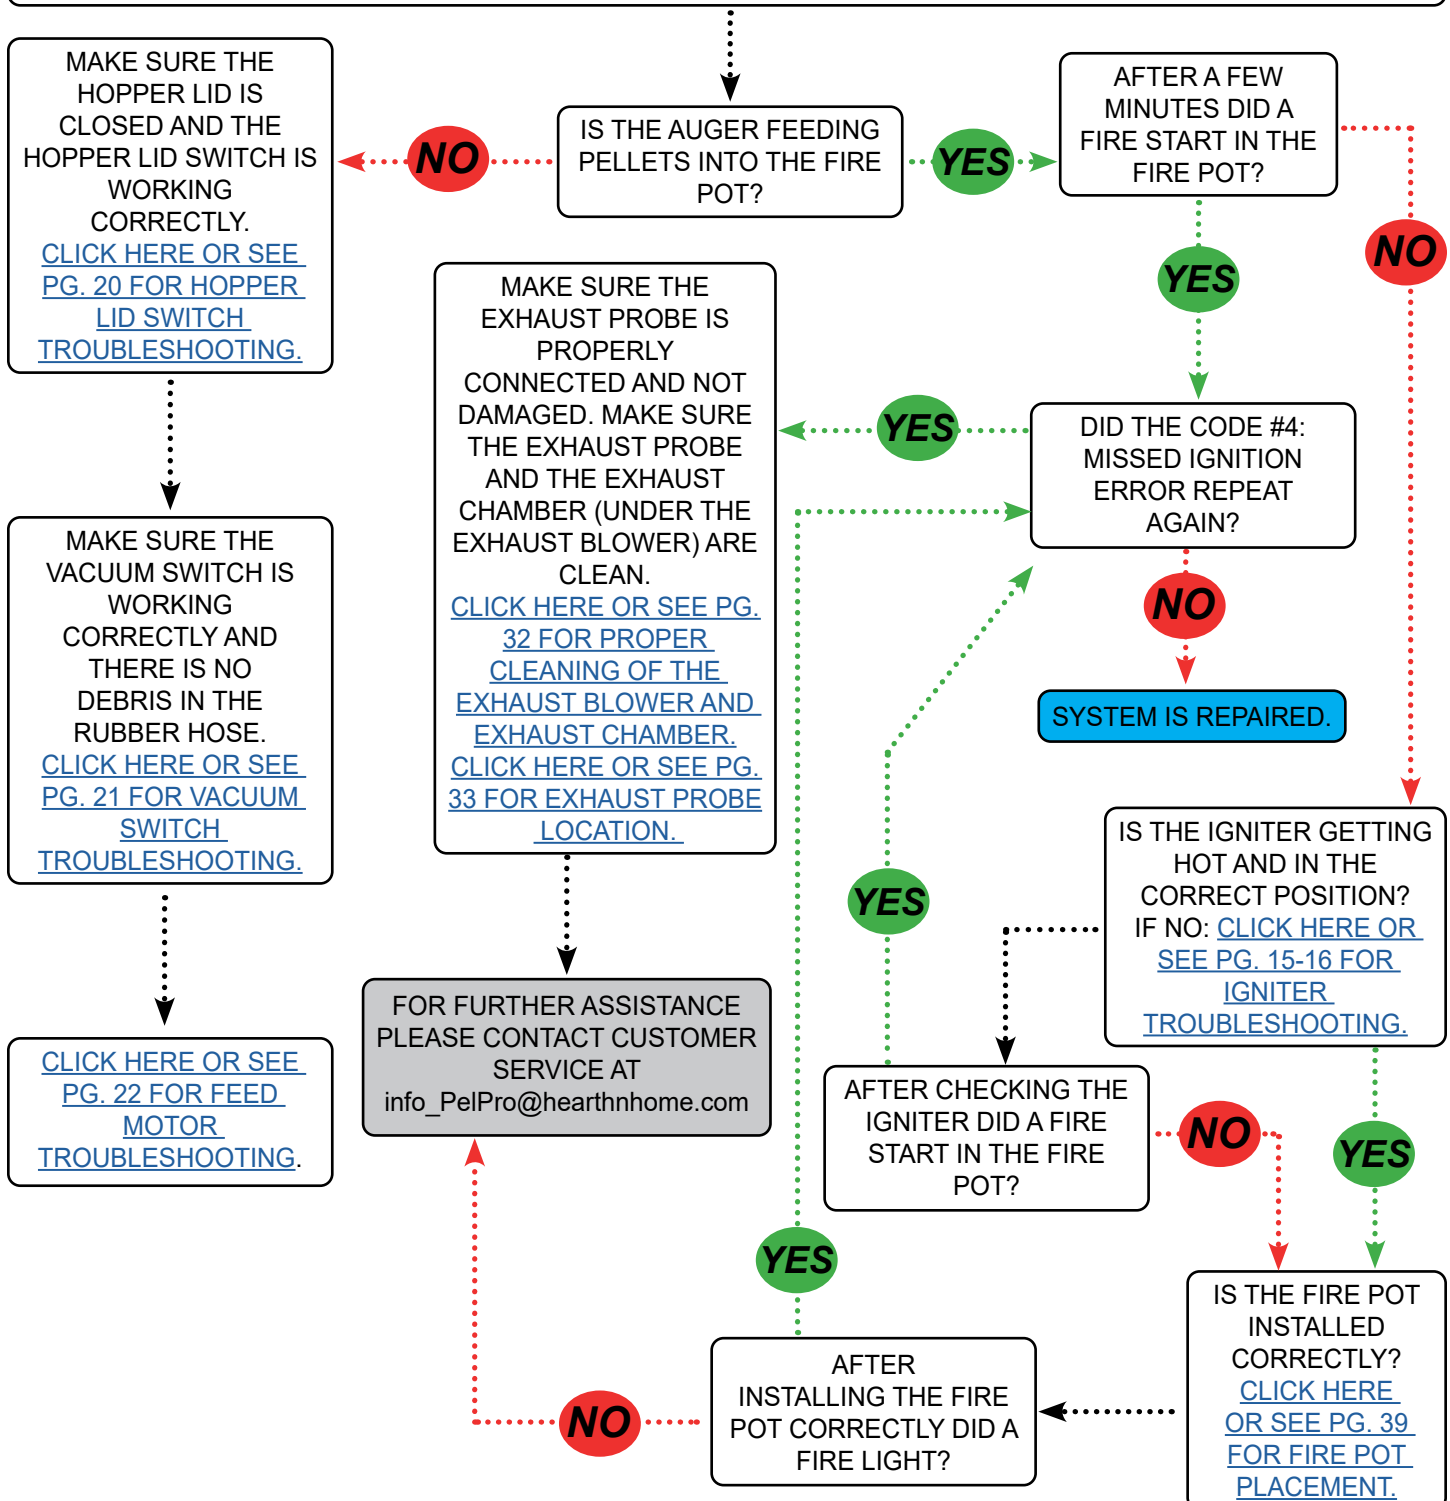 MAKE SURE THE
HOPPER LID IS
CLOSED AND THE
HOPPER LID SWITCH IS
WORKING
CORRECTLY.
CLICK HERE OR SEE
PG. 20 FOR HOPPER
LID SWITCH
TROUBLESHOOTING.
NO
IS THE AUGER FEEDING
PELLETS INTO THE FIRE
POT?
YES
AFTER A FEW
MINUTES DID A
FIRE START IN THE
FIRE POT?
NO
YES
MAKE SURE THE
EXHAUST PROBE IS
PROPERLY
CONNECTED AND NOT
DAMAGED. MAKE SURE
THE EXHAUST PROBE
AND THE EXHAUST
CHAMBER (UNDER THE
EXHAUST BLOWER) ARE
CLEAN.
CLICK HERE OR SEE PG.
32 FOR PROPER
CLEANING OF THE
EXHAUST BLOWER AND
EXHAUST CHAMBER.
CLICK HERE OR SEE PG.
33 FOR EXHAUST PROBE
LOCATION.
YES
DID THE CODE #4:
MISSED IGNITION
ERROR REPEAT
AGAIN?
NO
SYSTEM IS REPAIRED.
MAKE SURE THE
VACUUM SWITCH IS
WORKING
CORRECTLY AND
THERE IS NO
DEBRIS IN THE
RUBBER HOSE.
CLICK HERE OR SEE
PG. 21 FOR VACUUM
SWITCH
TROUBLESHOOTING.
IS THE IGNITER GETTING
HOT AND IN THE
CORRECT POSITION?
IF NO: CLICK HERE OR
SEE PG. 15-16 FOR
IGNITER
TROUBLESHOOTING.
YES
FOR FURTHER ASSISTANCE
PLEASE CONTACT CUSTOMER
SERVICE AT
info_PelPro@hearthnhome.com
CLICK HERE OR SEE
PG. 22 FOR FEED
MOTOR
TROUBLESHOOTING.
AFTER CHECKING THE
IGNITER DID A FIRE
START IN THE FIRE
POT?
NO
YES
YES
IS THE FIRE POT
INSTALLED
CORRECTLY?
CLICK HERE
OR SEE PG. 39
FOR FIRE POT
PLACEMENT.
AFTER
INSTALLING THE FIRE
POT CORRECTLY DID A
FIRE LIGHT?
NO